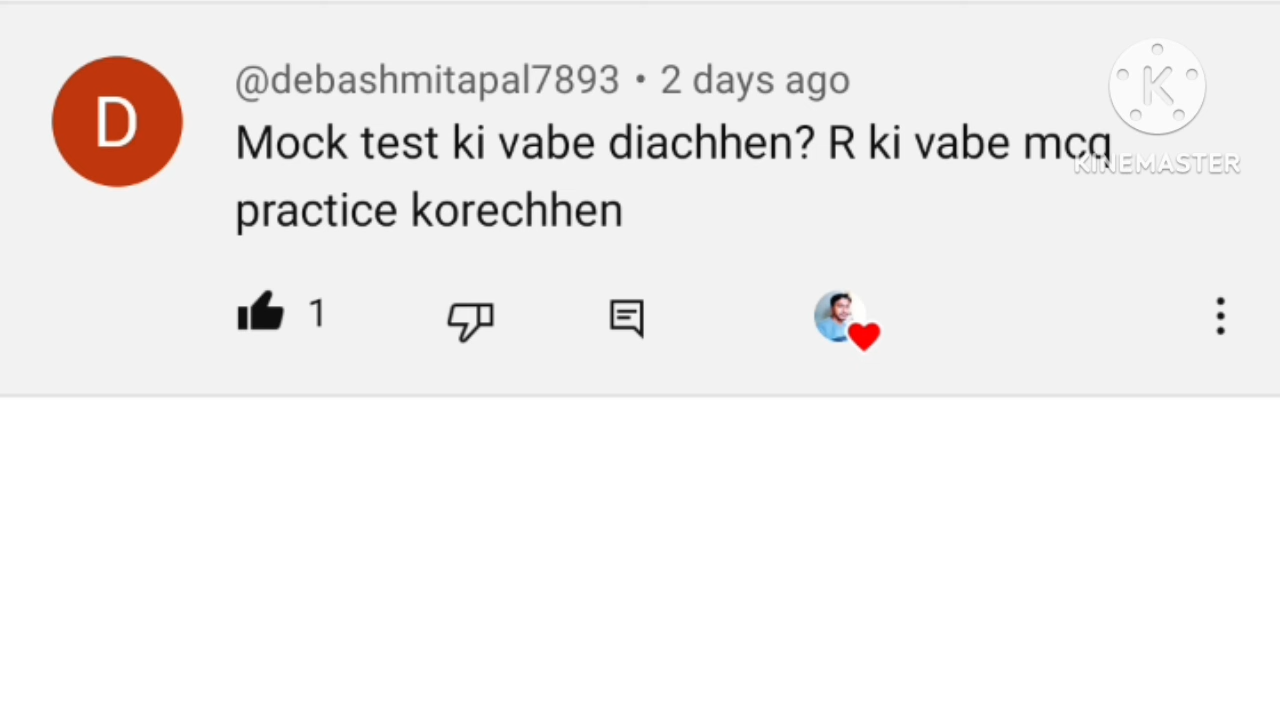 D
@debashmitapal7893 • 2 days ago
Mock test ki vabe diachhen? R ki vabe mcq
practice korechhen
1
K
KINEMASTER